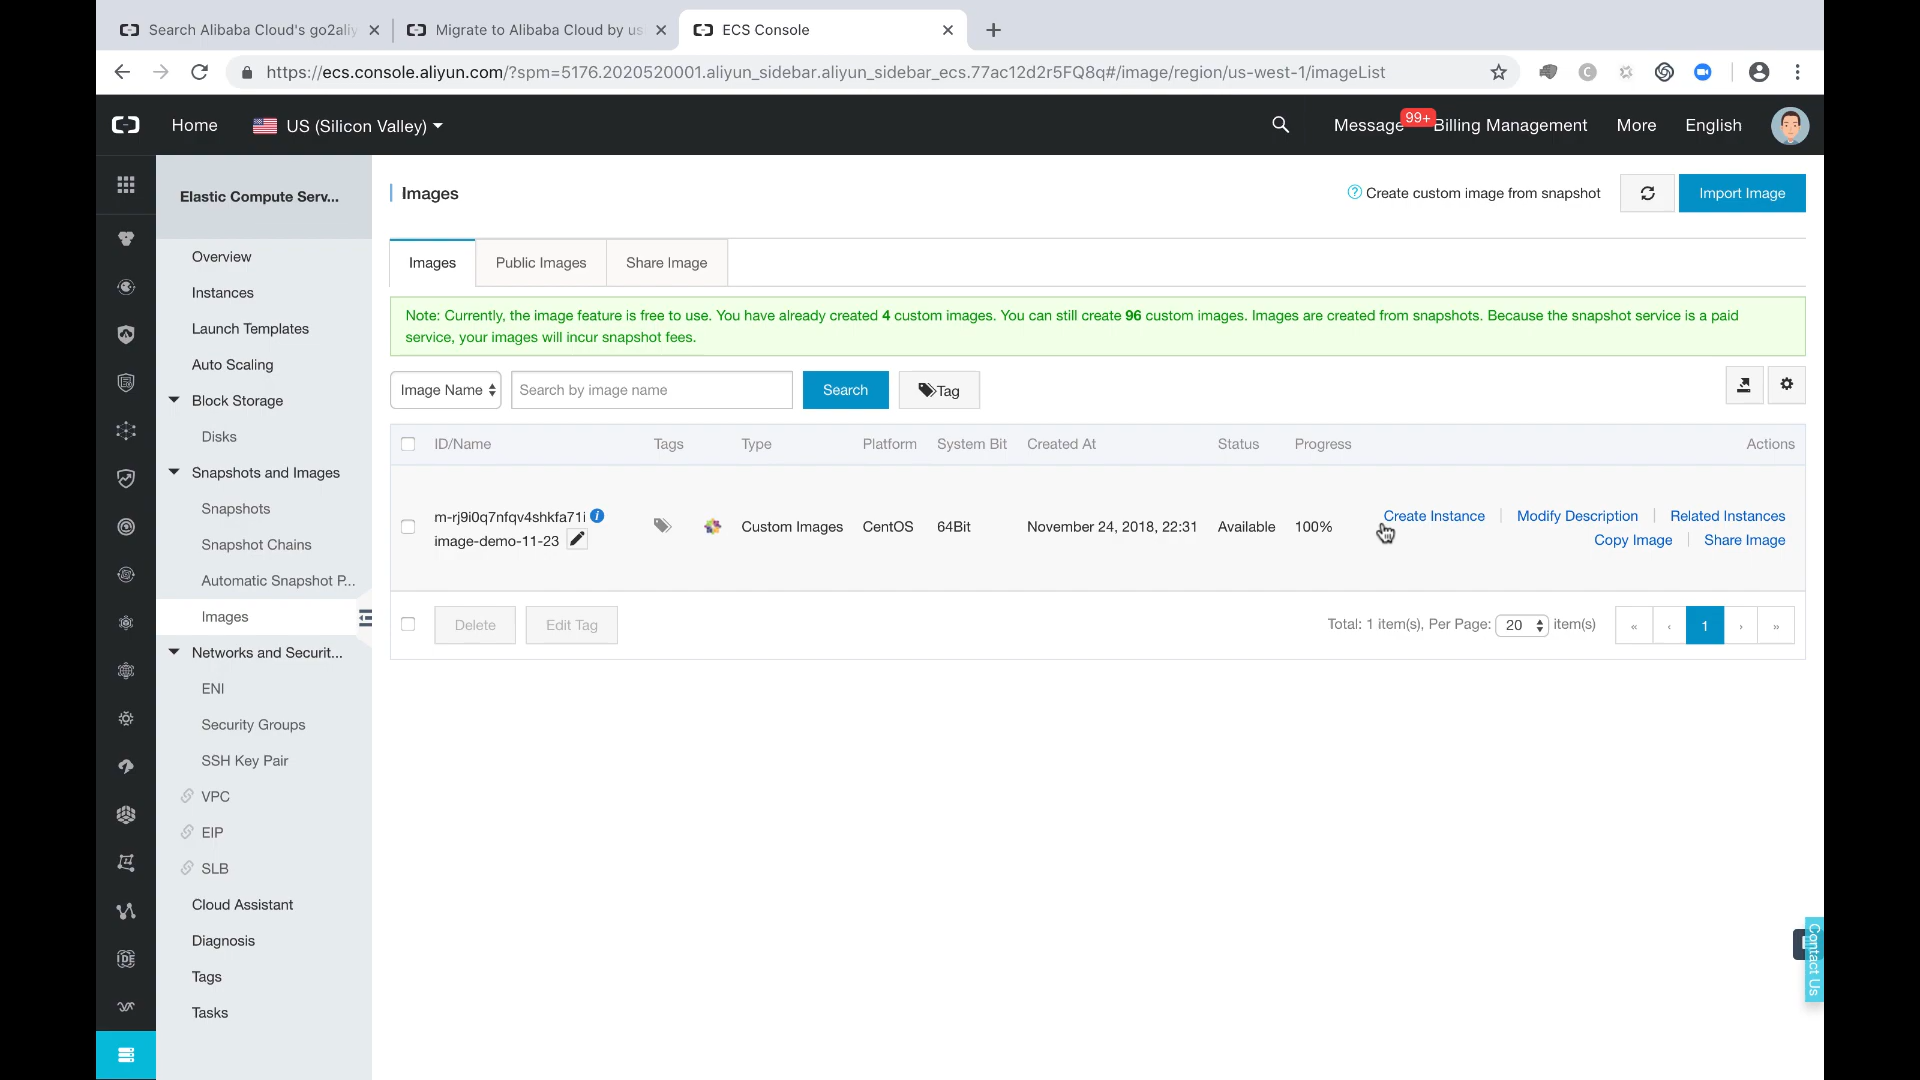 Search Alibaba Cloud's go2aliy
Migrate to Alibaba Cloud by us
ECS Console
https://ecs.console.aliyun.com/?spm=5176.2020520001.aliyun_sidebar.aliyun_sidebar_ecs.77ac12d2r5FQ8q#/image/region/us-west-1/imageList
Home
US (Silicon Valley)
Message 99+
Billing Management
More
English
Elastic Compute Serv...
Overview
Instances
Launch Templates
Auto Scaling
Block Storage
Disks
Snapshots and Images
Snapshots
Snapshot Chains
Automatic Snapshot P...
Images
Networks and Securit...
ENI
Security Groups
SSH Key Pair
VPC
EIP
SLB
Cloud Assistant
Diagnosis
Tags
Tasks
Images
Create custom image from snapshot
Import Image
Images
Public Images
Share Image
Note: Currently, the image feature is free to use. You have already created 4 custom images. You can still create 96 custom images. Images are created from snapshots. Because the snapshot service is a paid
service, your images will incur snapshot fees.
Image Name
Search by image name
Search
Tag
ID/Name Tags Type Platform System Bit Created At Status Progress Actions
m-rj9i0q7nfqv4shkfa71i
image-demo-11-23
Custom Images CentOS 64Bit November 24, 2018, 22:31 Available 100%
Create Instance Modify Description Related Instances
Copy Image Share Image
Delete
Edit Tag
Total: 1 item(s), Per Page: 20 item(s)
« ‹ 1 › »
Contact Us